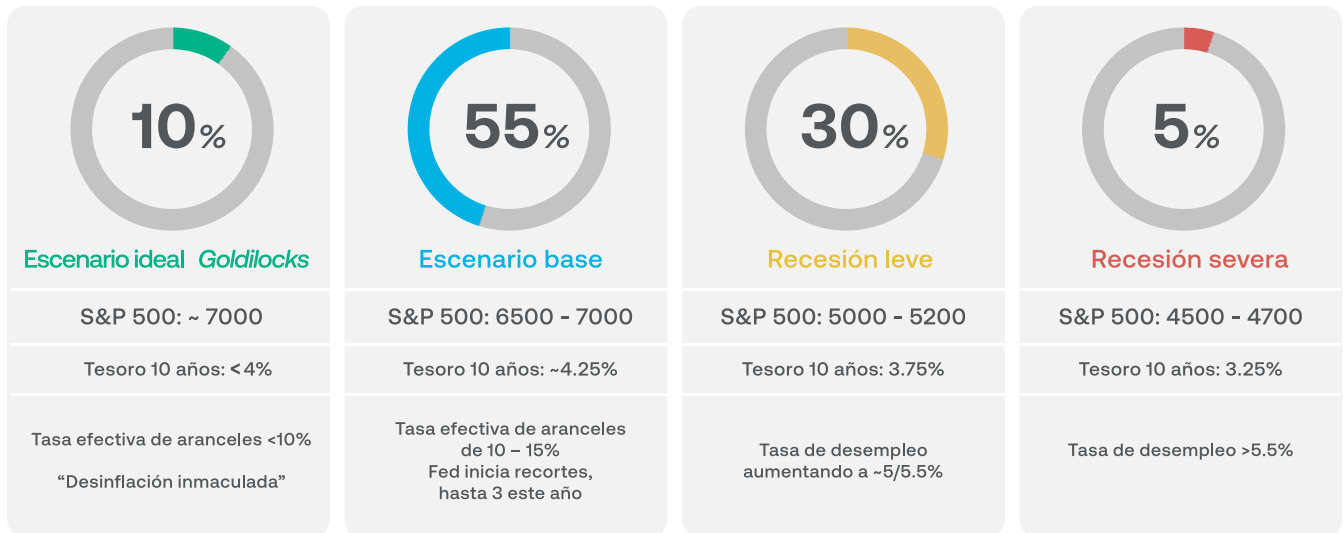 10%
Escenario ideal Goldilocks
S&P 500: ~ 7000
Tesoro 10 años: <4%
Tasa efectiva de aranceles <10%
“Desinflación inmaculada”
55%
Escenario base
S&P 500: 6500 - 7000
Tesoro 10 años: ~4.25%
Tasa efectiva de aranceles
de 10 – 15%
Fed inicia recortes,
hasta 3 este año
30%
Recesión leve
S&P 500: 5000 - 5200
Tesoro 10 años: 3.75%
Tasa de desempleo
aumentando a ~5/5.5%
5%
Recesión severa
S&P 500: 4500 - 4700
Tesoro 10 años: 3.25%
Tasa de desempleo >5.5%